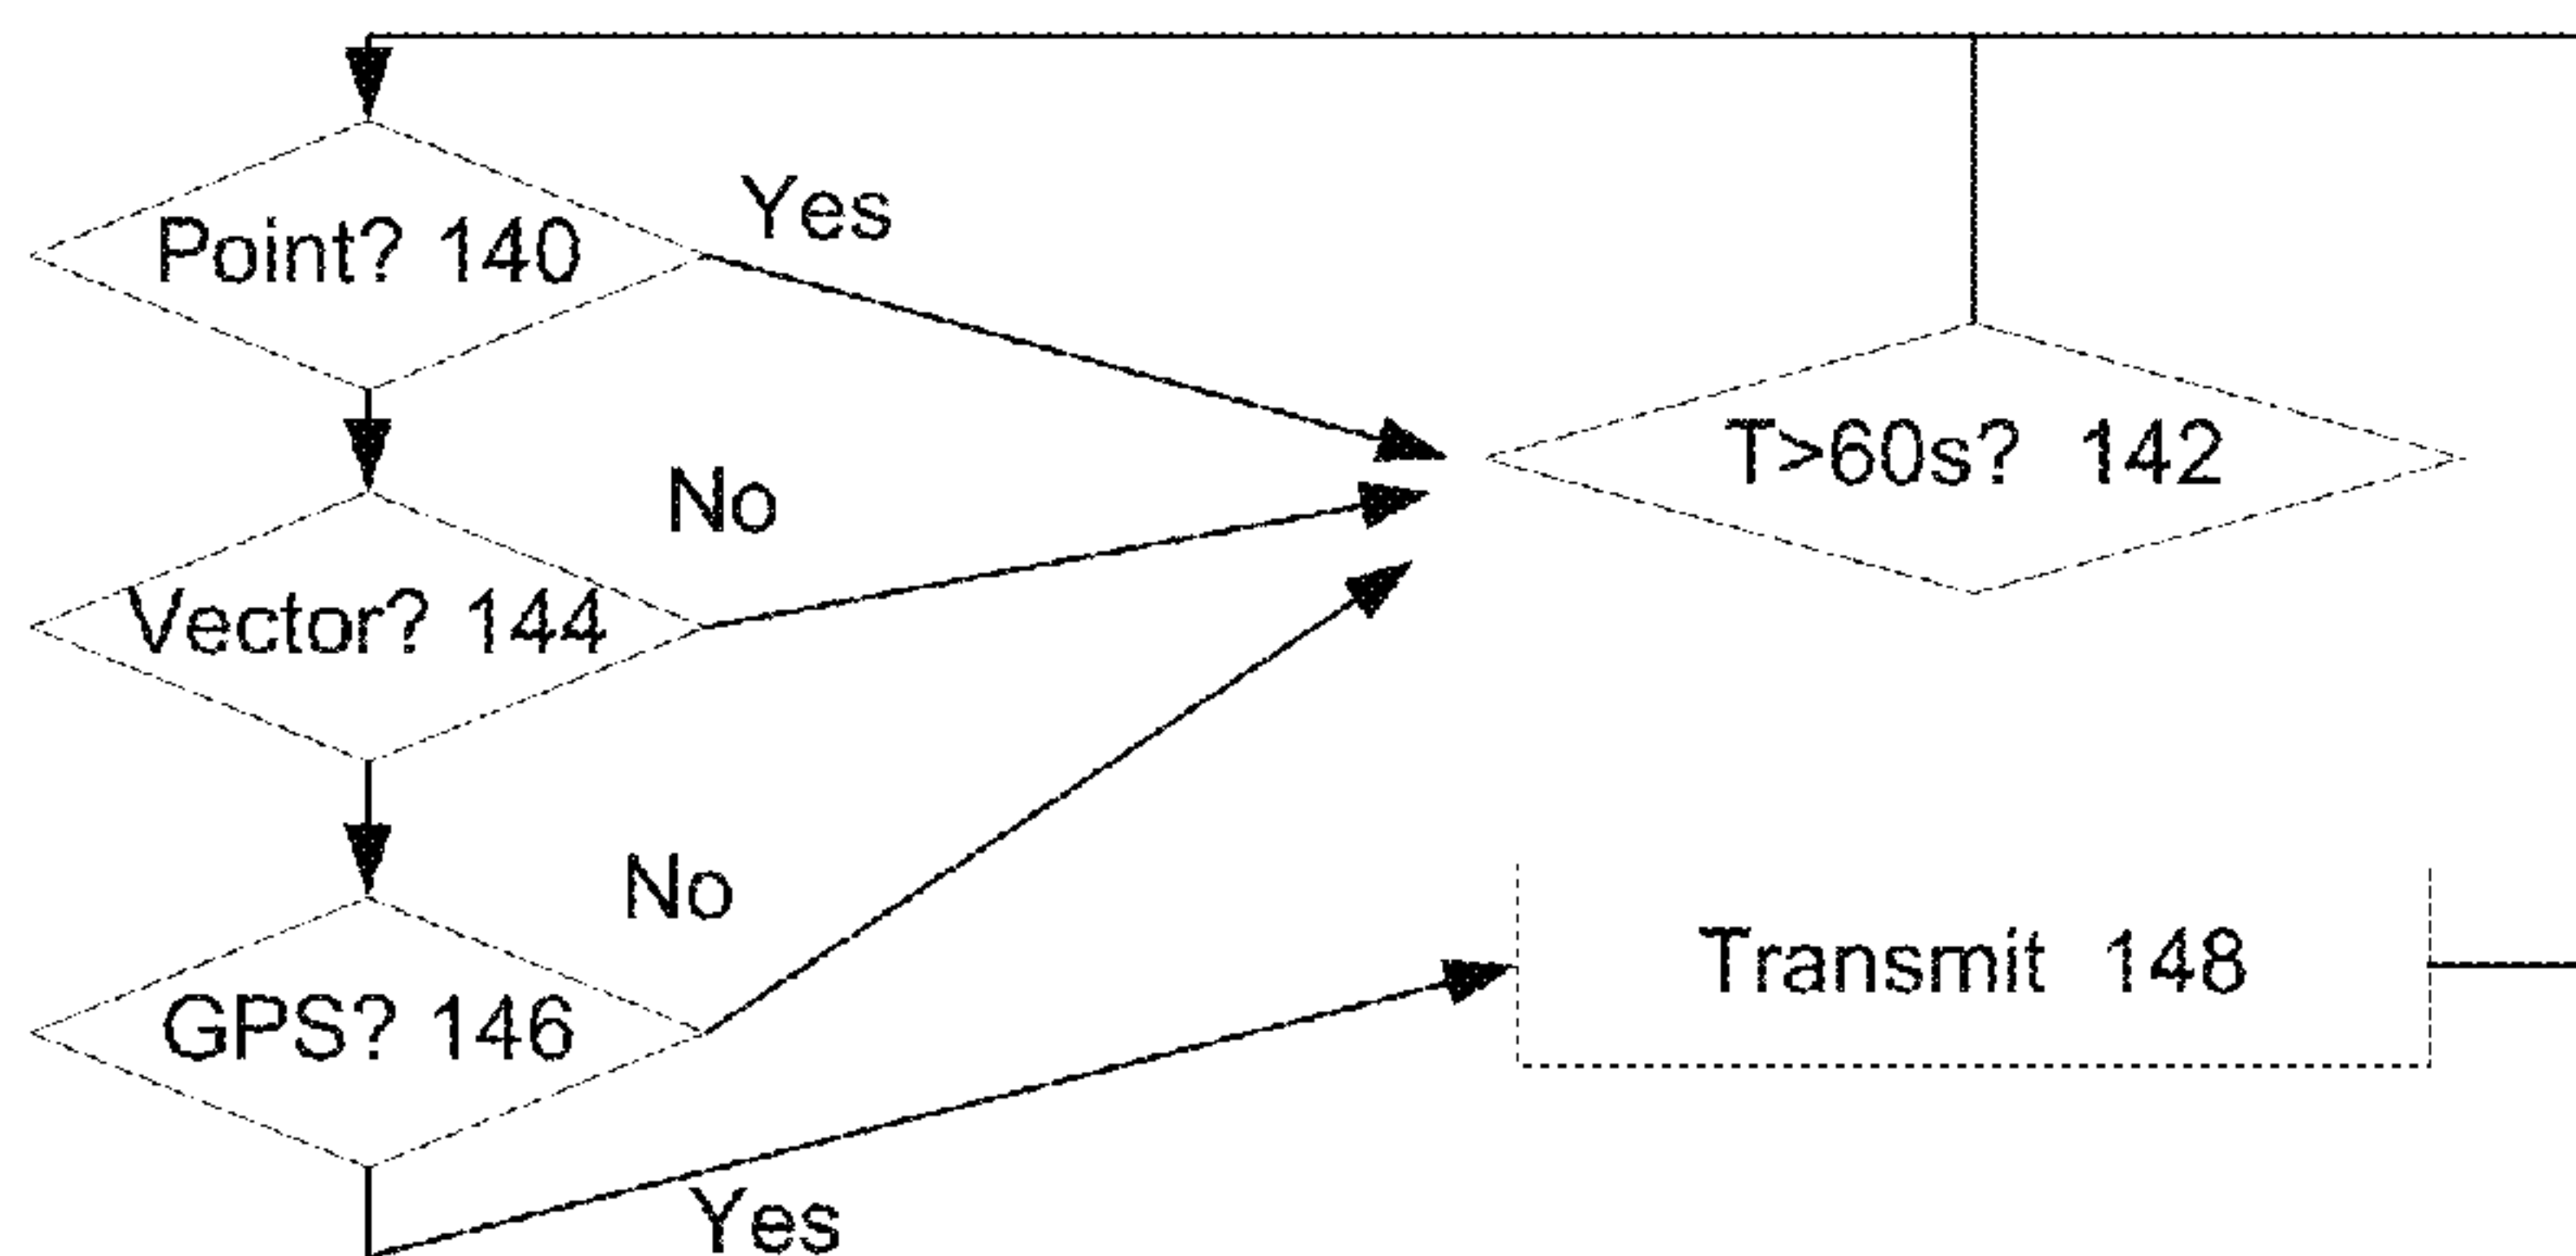 Yes
Point? 140
T>60s? 142
No
Vector? 144
No
Transmit 148
GPS? 146
Yes